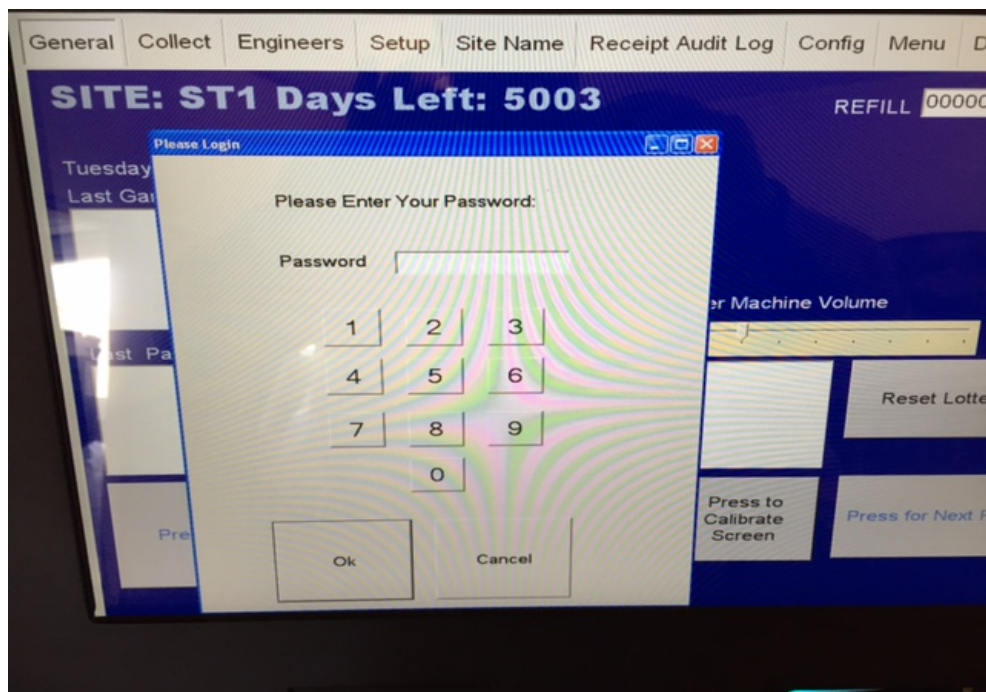 General Collect Engineers Setup Site Name Receipt Audit Log Config Menu
SITE: ST1 Days Left: 5003
REFILL 00000
Please Login
Tuesday
Last
Please Enter Your Password:
Password
er Machine Volume
1 2 3
4 5 6
7 8 9
0
Reset
Ok
Cancel
Press to
Calibrate
Screen
Press for Next